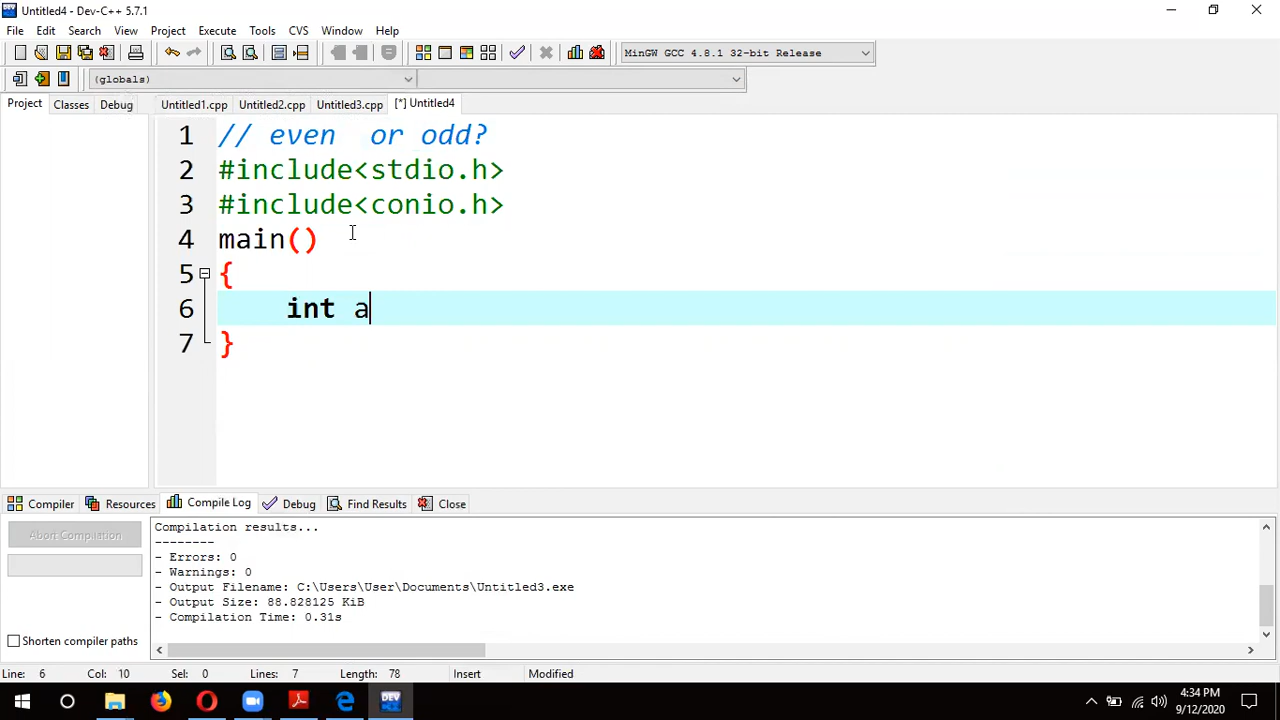 Untitled4 - Dev-C++ 5.7.1
File Edit Search View Project Execute Tools CVS Window Help
MinGW GCC 4.8.1 32-bit Release
(globals)
Project Classes Debug Untitled1.cpp Untitled2.cpp Untitled3.cpp [*] Untitled4
1 // even  or odd?
2 #include<stdio.h>
3 #include<conio.h>
4 main()
5 {
6 int a
7 }
Compiler Resources Compile Log Debug Find Results Close
Abort Compilation
Compilation results...
--------
- Errors: 0
- Warnings: 0
- Output Filename: C:\Users\User\Documents\Untitled3.exe
- Output Size: 88.828125 KiB
- Compilation Time: 0.31s
Shorten compiler paths
Line: 6 Col: 10 Sel: 0 Lines: 7 Length: 78 Insert Modified
DEV
4:34 PM
9/12/2020